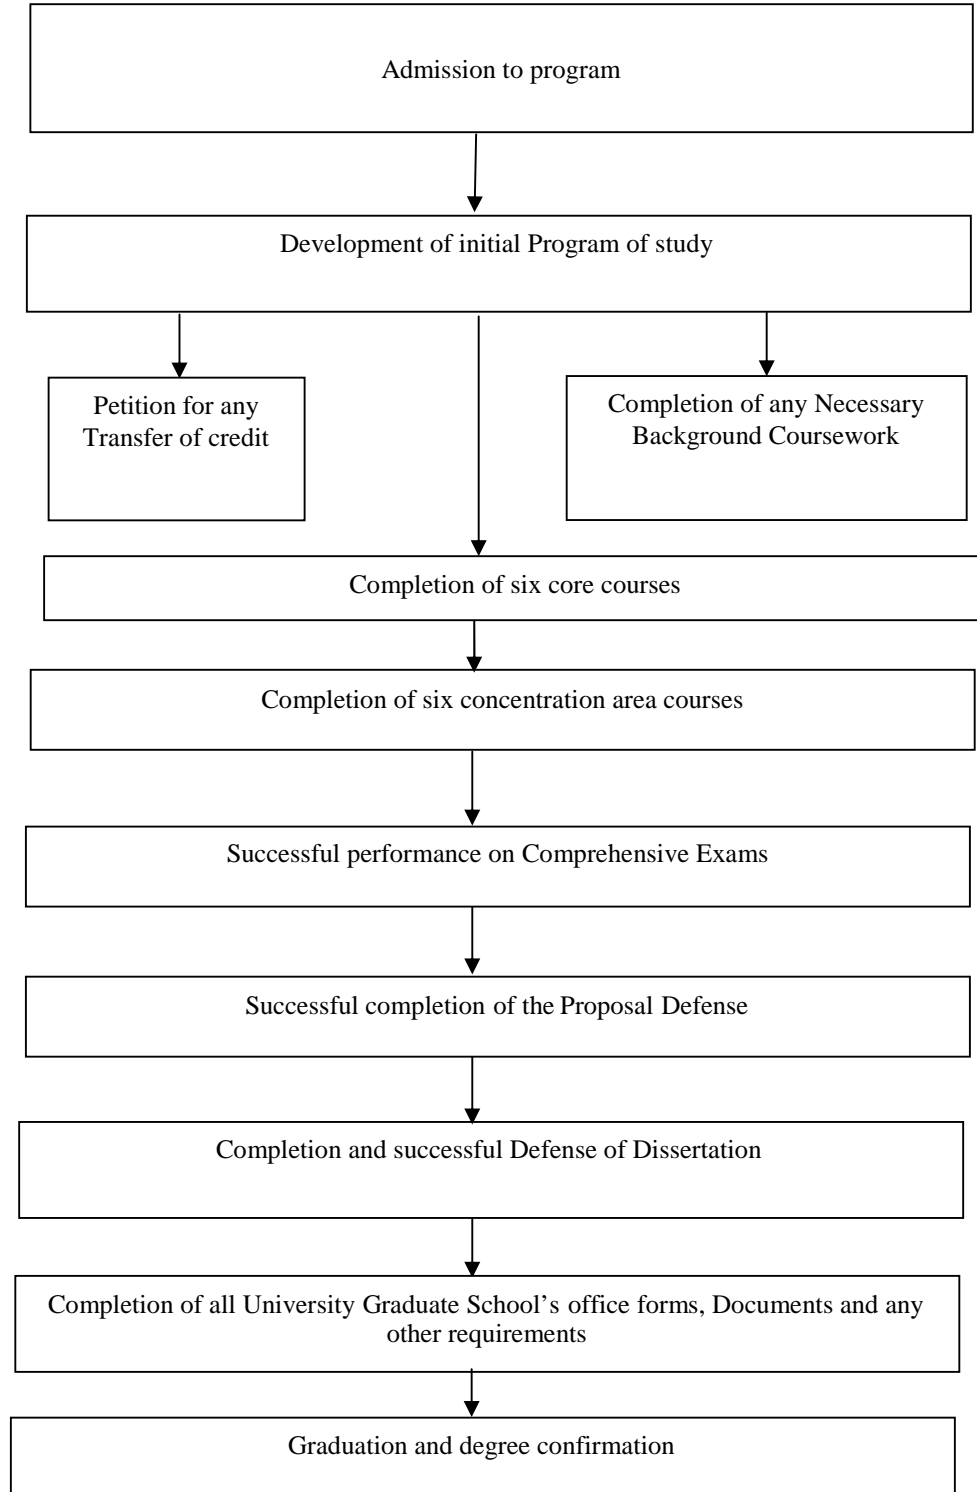 Admission to program
Development of initial Program of study
Petition for any
Transfer of credit
Completion of any Necessary
Background Coursework
Completion of six core courses
Completion of six concentration area courses
Successful performance on Comprehensive Exams
Successful completion of the Proposal Defense
Completion and successful Defense of Dissertation
Completion of all University Graduate School’s office forms, Documents and any
other requirements
Graduation and degree confirmation